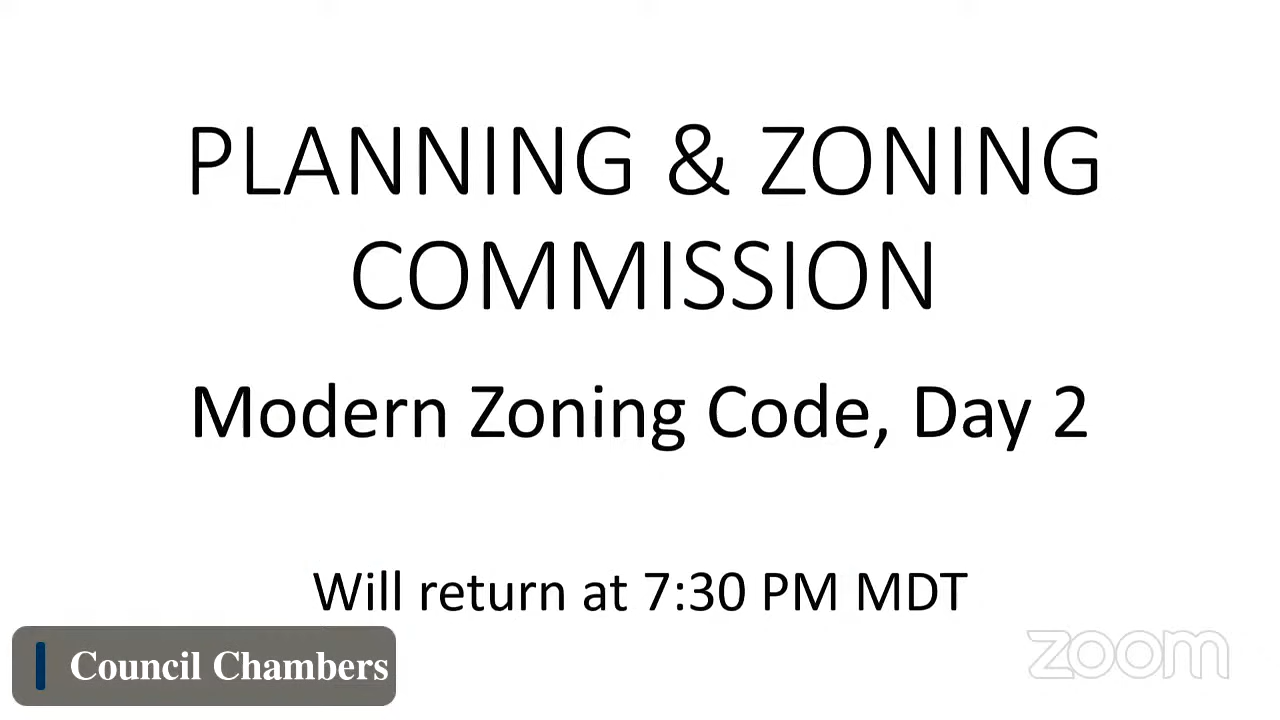 PLANNING & ZONING
COMMISSION
Modern Zoning Code, Day 2
Will return at 7:30 PM MDT
Council Chambers
zoom